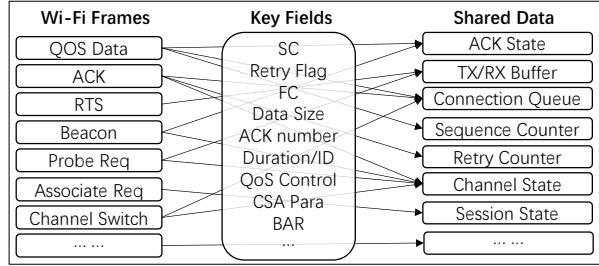 Wi-Fi Frames
Key Fields
Shared Data
QOS Data
ACK
RTS
Beacon
Probe Req
Associate Req
Channel Switch
... ...
SC
Retry Flag
FC
Data Size
ACK number
Duration/ID
QoS Control
CSA Para
BAR
...
ACK State
TX/RX Buffer
Connection Queue
Sequence Counter
Retry Counter
Channel State
Session State
... ...